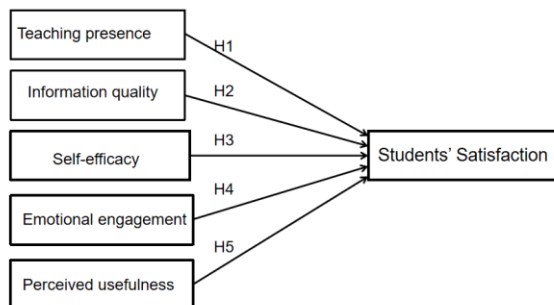 Teaching presence
H1
Information quality
H2
Self-efficacy
H3
Students’ Satisfaction
Emotional engagement
H4
Perceived usefulness
H5